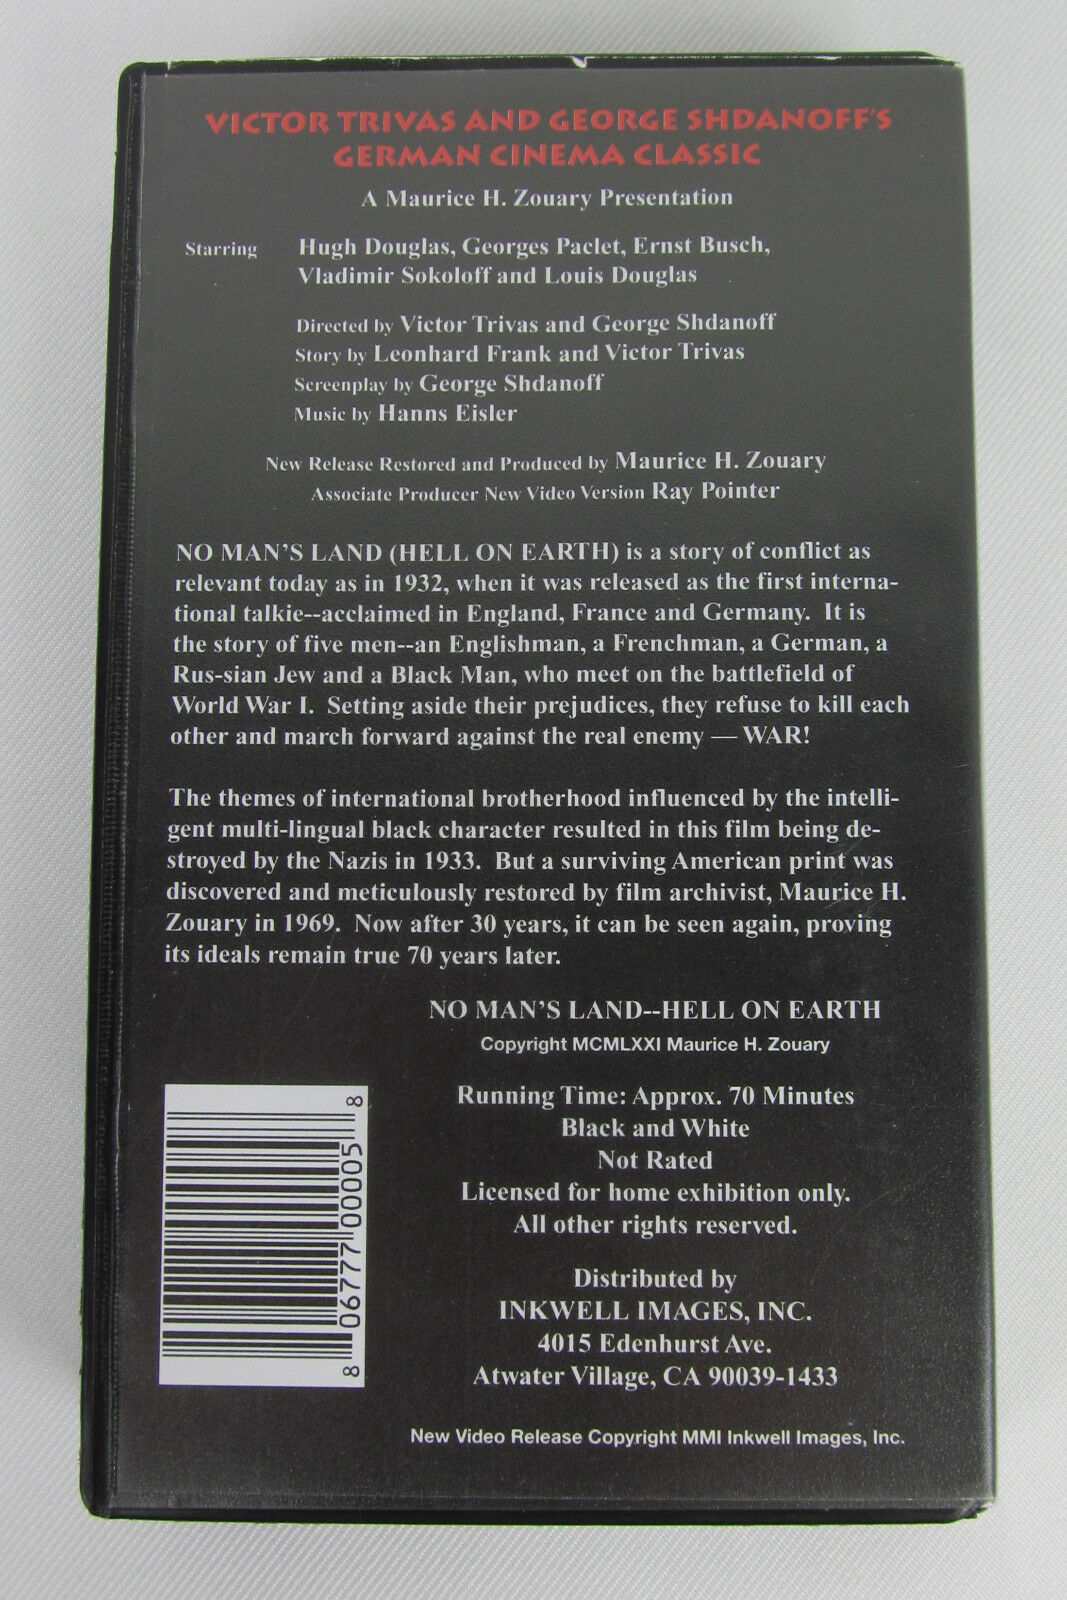 VICTOR TRIVAS AND GEORGE SHDANOFF'S
GERMAN CINEMA CLASSIC
A Maurice H. Zouary Presentation
Starring Hugh Douglas, Georges Paclet, Ernst Busch,
Vladimir Sokoloff and Louis Douglas
Directed by Victor Trivas and George Shdanoff
Story by Leonhard Frank and Victor Trivas
Screenplay by George Shdanoff
Music by Hanns Eisler
New Release Restored and Produced by Maurice H. Zouary
Associate Producer New Video Version Ray Pointer
NO MAN'S LAND (HELL ON EARTH) is a story of conflict as
relevant today as in 1932, when it was released as the first interna-
tional talkie--acclaimed in England, France and Germany. It is
the story of five men--an Englishman, a Frenchman, a German, a
Rus-sian Jew and a Black Man, who meet on the battlefield of
World War I. Setting aside their prejudices, they refuse to kill each
other and march forward against the real enemy — WAR!
The themes of international brotherhood influenced by the intelli-
gent multi-lingual black character resulted in this film being de-
stroyed by the Nazis in 1933. But a surviving American print was
discovered and meticulously restored by film archivist, Maurice H.
Zouary in 1969. Now after 30 years, it can be seen again, proving
its ideals remain true 70 years later.
NO MAN'S LAND--HELL ON EARTH
Copyright MCMLXXI Maurice H. Zouary
Running Time: Approx. 70 Minutes
Black and White
Not Rated
Licensed for home exhibition only.
All other rights reserved.
Distributed by
INKWELL IMAGES, INC.
4015 Edenhurst Ave.
Atwater Village, CA 90039-1433
8 06777 00005 8
New Video Release Copyright MMI Inkwell Images, Inc.